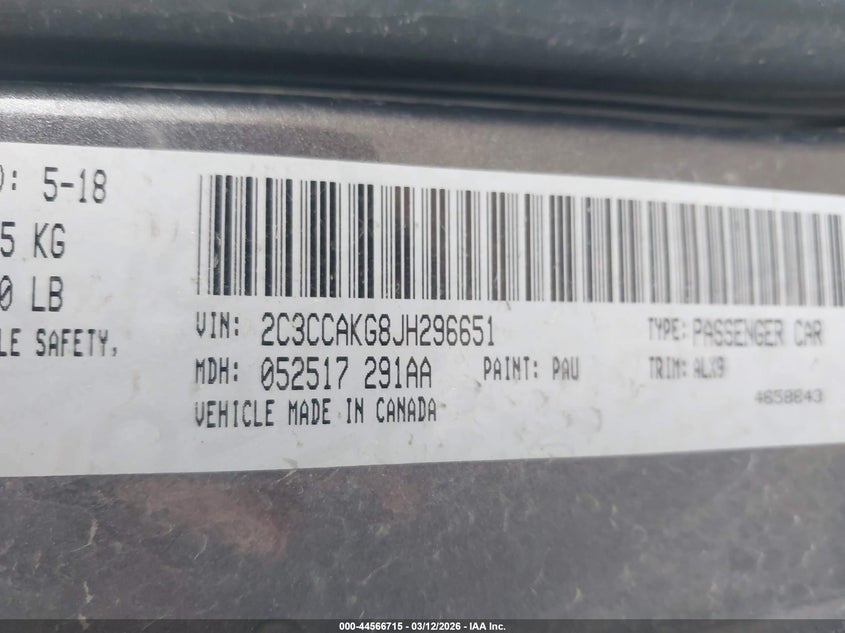 ): 5-18
5 KG
0 LB
LE SAFETY,
VIN: 2C3CCAKG8JH296651
TYPE: PASSENGER CAR
MDH: 052517 291AA
PAINT: PAU
TRIM: ALX9
4658643
VEHICLE MADE IN CANADA
000-44566715 - 03/12/2026 - IAA Inc.